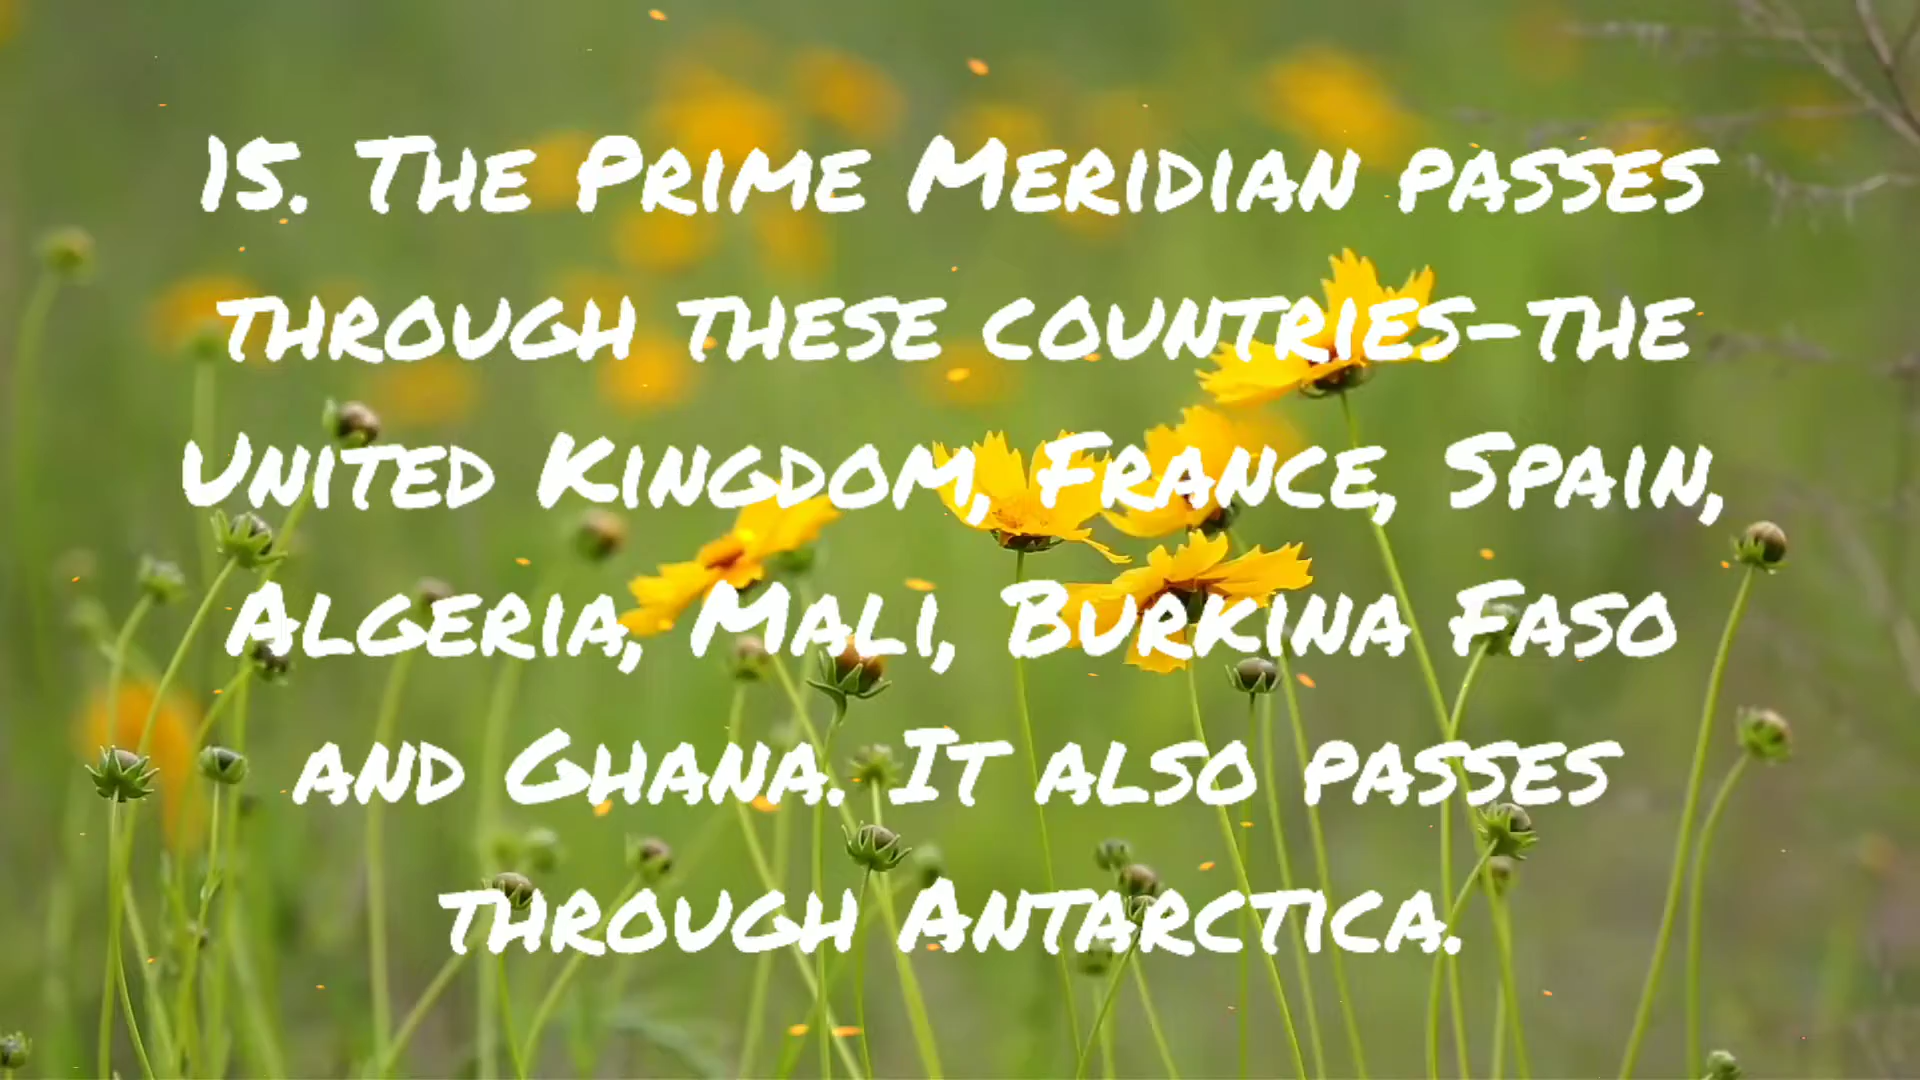 15. The Prime Meridian passes
through these countries-the
United Kingdom, France, Spain,
Algeria, Mali, Burkina Faso
and Ghana. It also passes
through Antarctica.